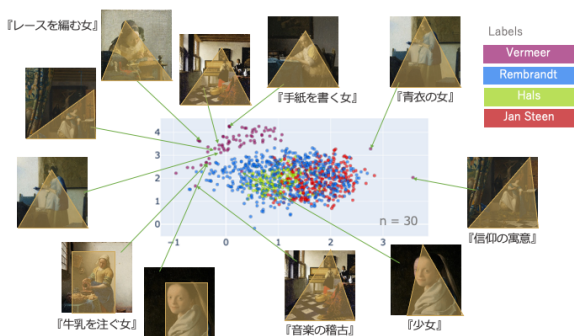 『レースを編む女』
『手紙を書く女』
『青衣の女』
Labels
Vermeer
Rembrandt
Hals
Jan Steen
4
3
2
1
0
n = 30
-1
0
1
2
3
『信仰の寓意』
『牛乳を注ぐ女』
『音楽の稽古』
『少女』